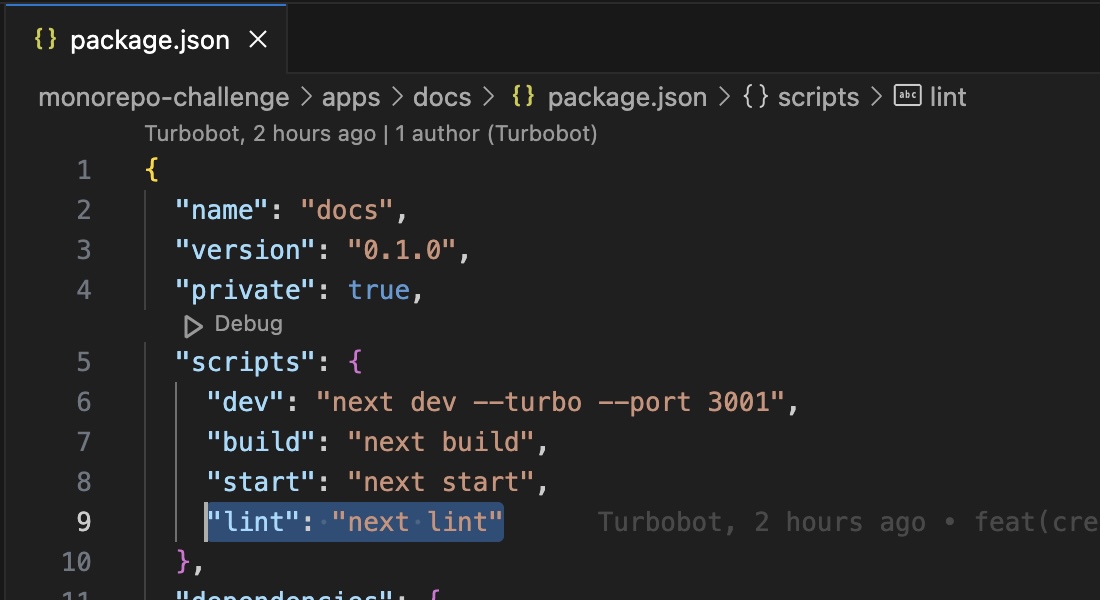 {} package.json ×
monorepo-challenge > apps > docs > {} package.json > {} scripts > abc lint
Turbobot, 2 hours ago | 1 author (Turbobot)
1 {
2 "name": "docs",
3 "version": "0.1.0",
4 "private": true,
Debug
5 "scripts": {
6 "dev": "next dev --turbo --port 3001",
7 "build": "next build",
8 "start": "next start",
9 "lint": "next lint" Turbobot, 2 hours ago • feat(cre
10 },
11 "dependencies": {